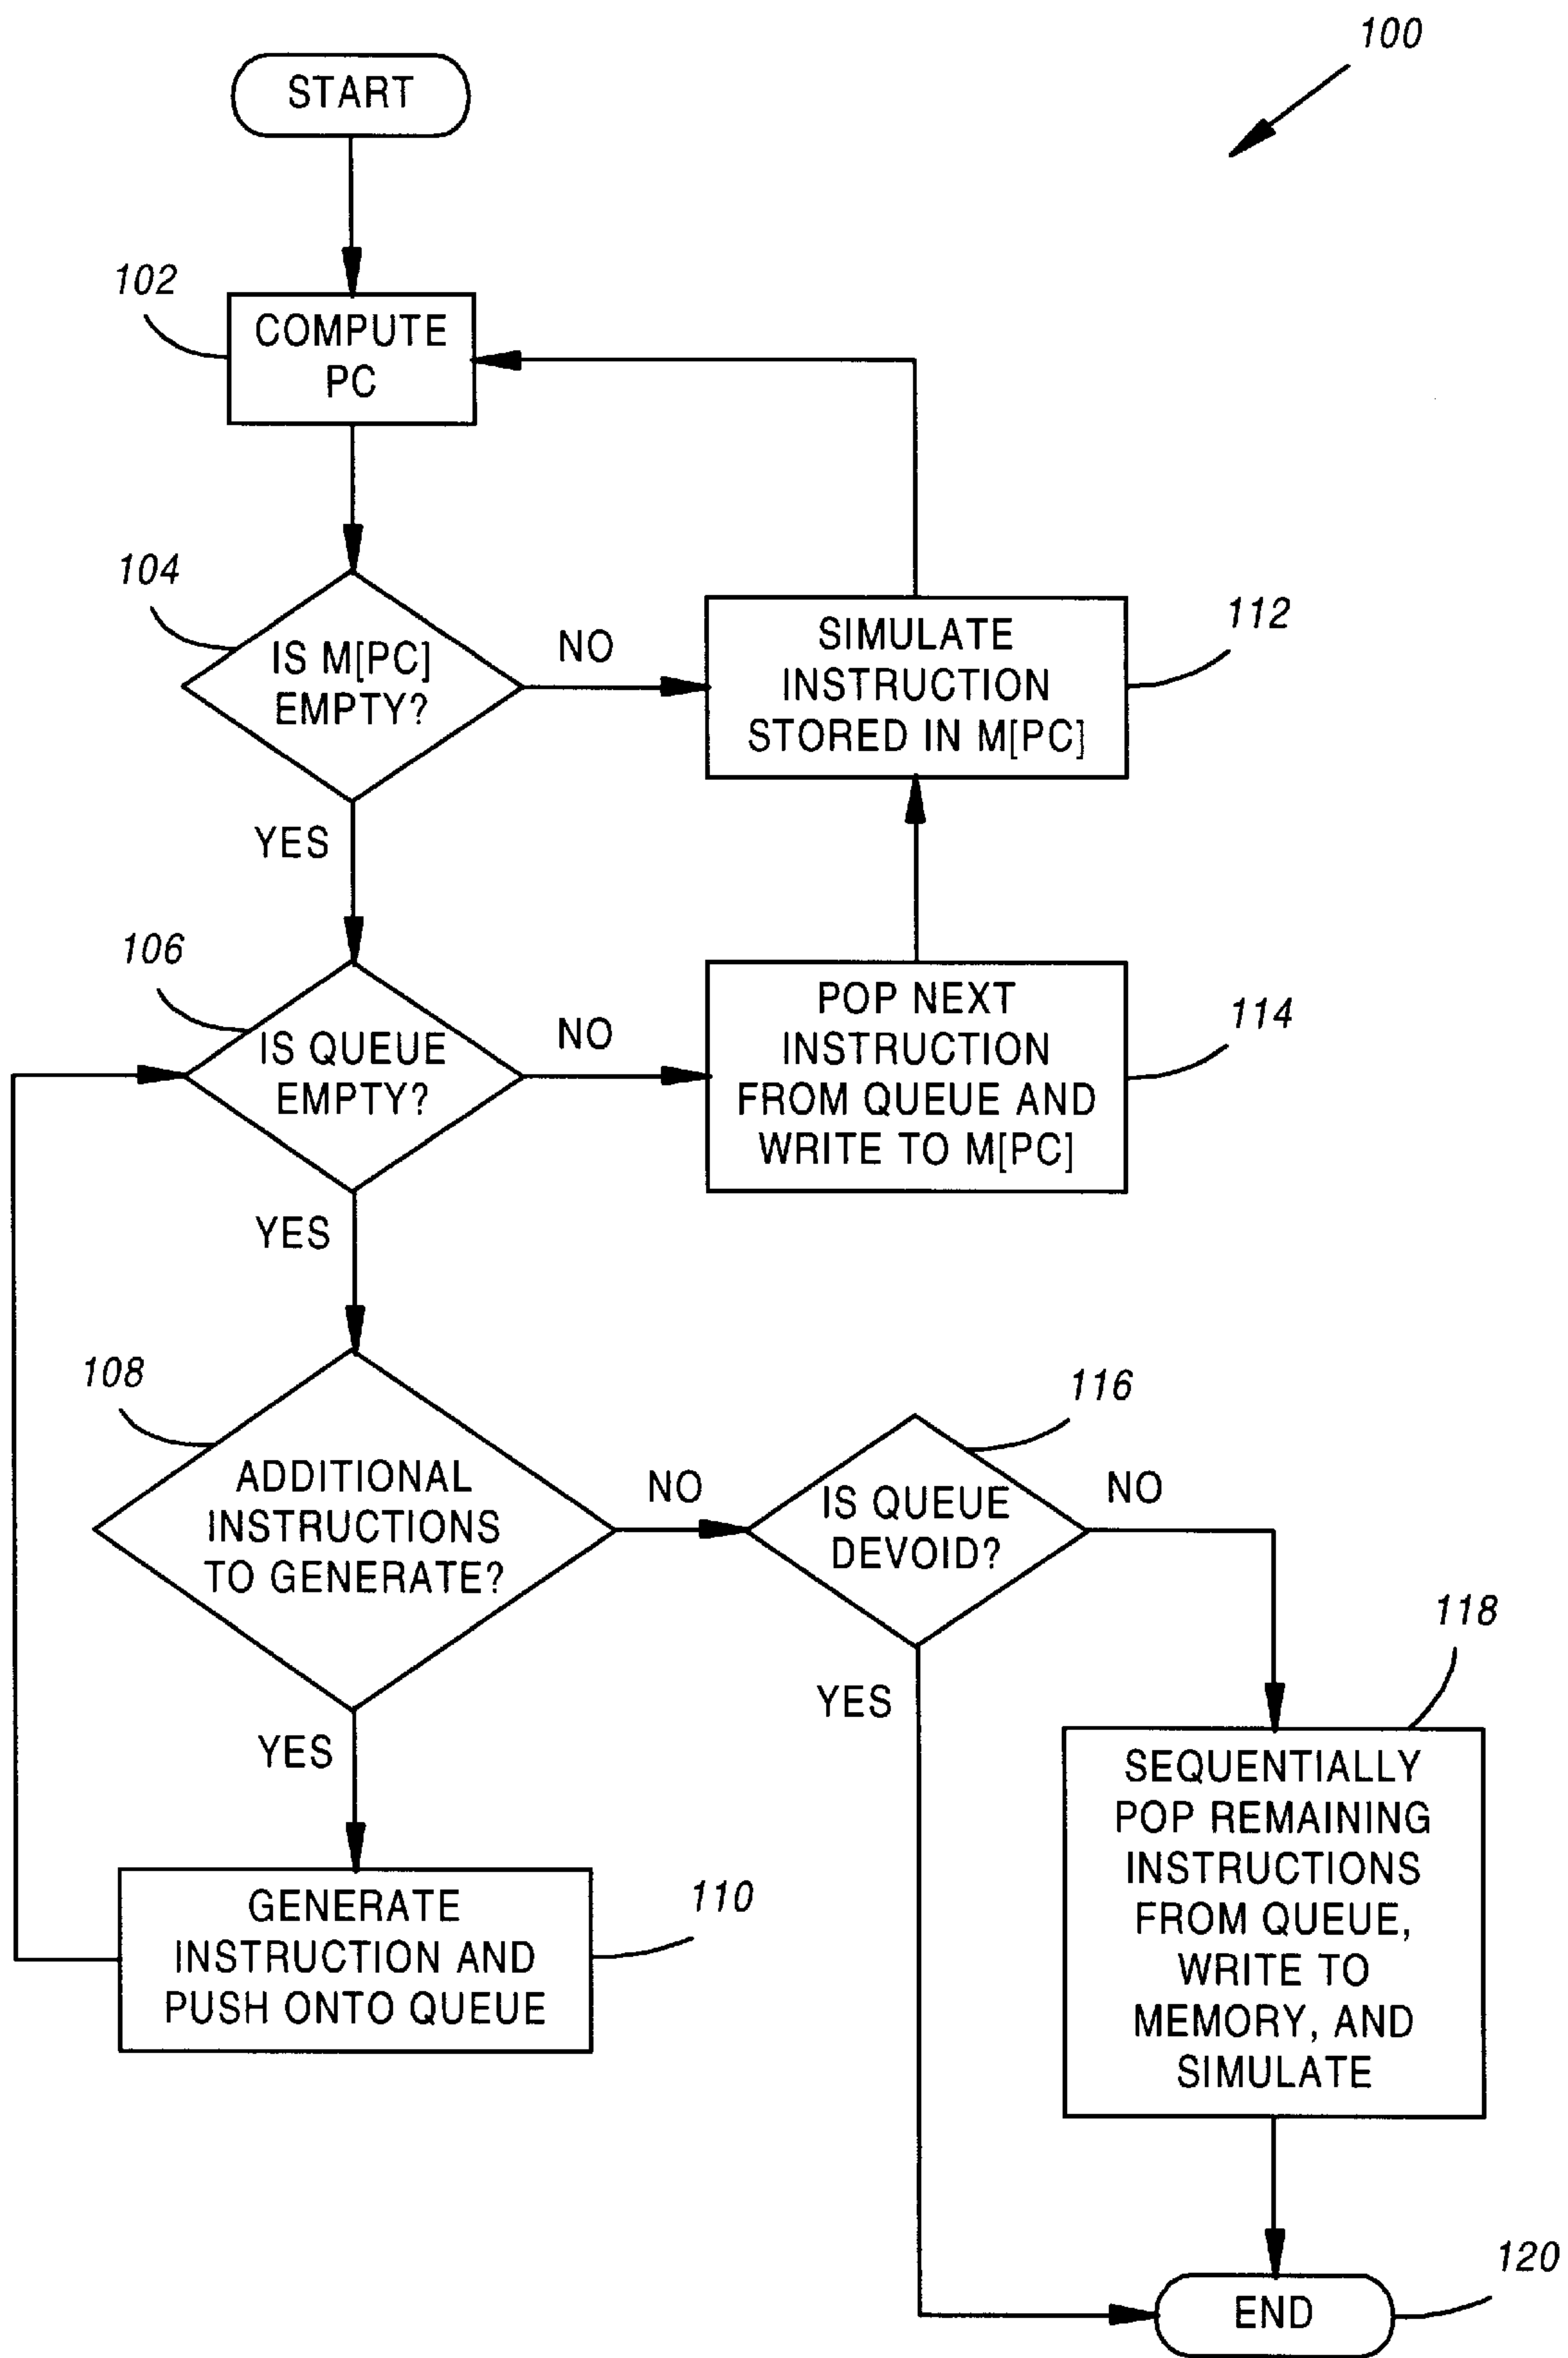 100
START
102
COMPUTE
PC
104
IS M[PC]
EMPTY?
NO
YES
112
SIMULATE
INSTRUCTION
STORED IN M[PC]
106
IS QUEUE
EMPTY?
NO
YES
114
POP NEXT
INSTRUCTION
FROM QUEUE AND
WRITE TO M[PC]
108
ADDITIONAL
INSTRUCTIONS
TO GENERATE?
NO
YES
116
IS QUEUE
DEVOID?
NO
YES
118
SEQUENTIALLY
POP REMAINING
INSTRUCTIONS
FROM QUEUE,
WRITE TO
MEMORY, AND
SIMULATE
110
GENERATE
INSTRUCTION AND
PUSH ONTO QUEUE
120
END